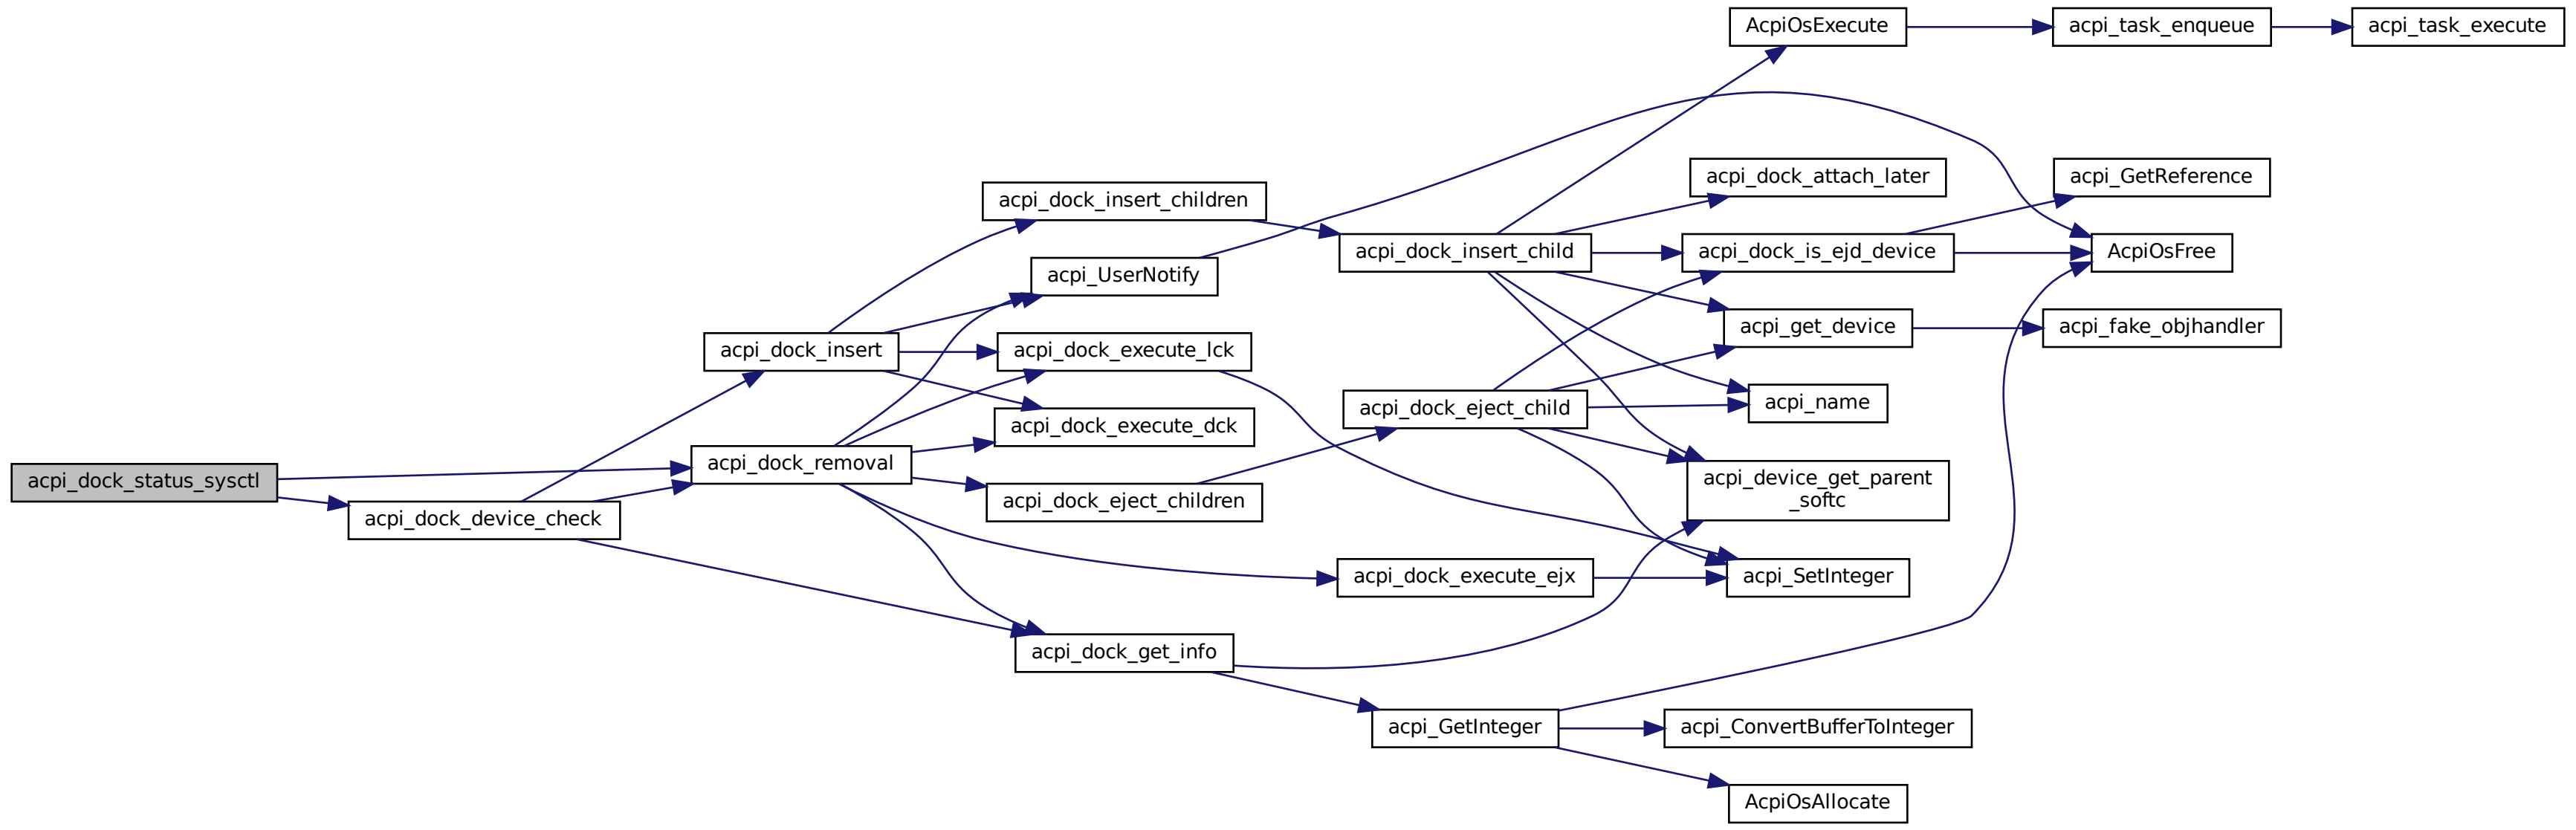 acpi_dock_status_sysctl
acpi_dock_device_check
acpi_dock_insert
acpi_dock_removal
acpi_dock_insert_children
acpi_UserNotify
acpi_dock_execute_lck
acpi_dock_execute_dck
acpi_dock_eject_children
acpi_dock_get_info
acpi_dock_insert_child
acpi_dock_eject_child
acpi_dock_execute_ejx
acpi_GetInteger
AcpiOsExecute
acpi_dock_attach_later
acpi_dock_is_ejd_device
acpi_get_device
acpi_name
acpi_device_get_parent
_softc
acpi_SetInteger
acpi_ConvertBufferToInteger
AcpiOsAllocate
acpi_task_enqueue
acpi_GetReference
AcpiOsFree
acpi_fake_objhandler
acpi_task_execute